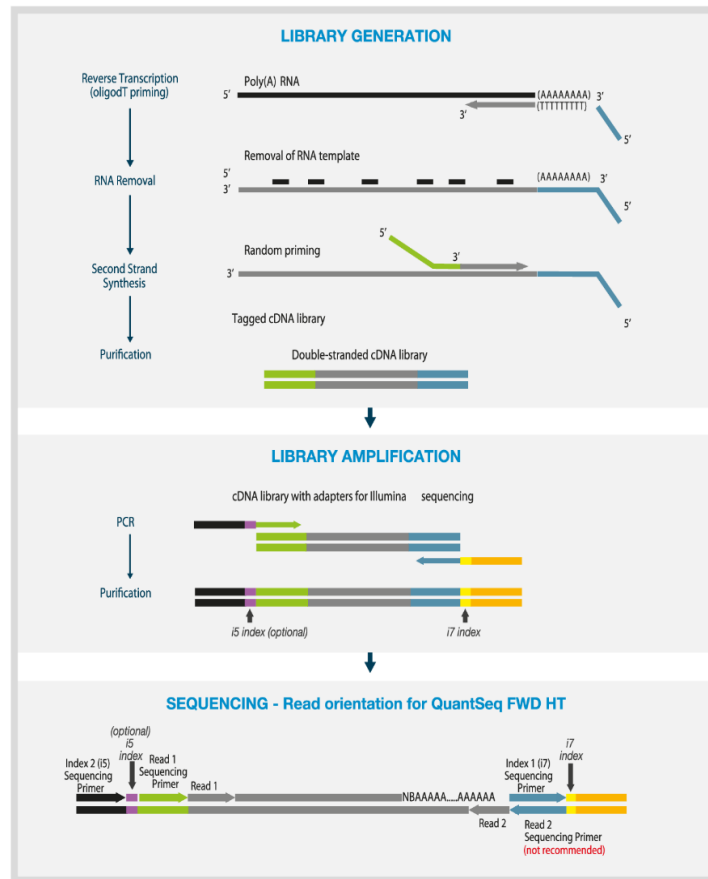 LIBRARY GENERATION
Reverse Transcription
(oligodT priming)
Poly(A) RNA
5’
(AAAAAAAA) 3’
3’ (TTTTTTTTT)
5’
Removal of RNA template
RNA Removal
5’
3’
(AAAAAAAA) 3’
5’
5’
Random priming
3’
Second Strand
Synthesis
3’
5’
Tagged cDNA library
Purification
Double-stranded cDNA library
LIBRARY AMPLIFICATION
cDNA library with adapters for Illumina sequencing
PCR
Purification
i5 index (optional)
i7 index
SEQUENCING - Read orientation for QuantSeq FWD HT
(optional)
i5
index
i7
index
Index 2 (i5)
Sequencing
Primer
Read 1
Sequencing
Primer
Read 1
Index 1 (i7)
Sequencing
Primer
NBAAAAA.....AAAAAA
Read 2
Read 2
Sequencing Primer
(not recommended)